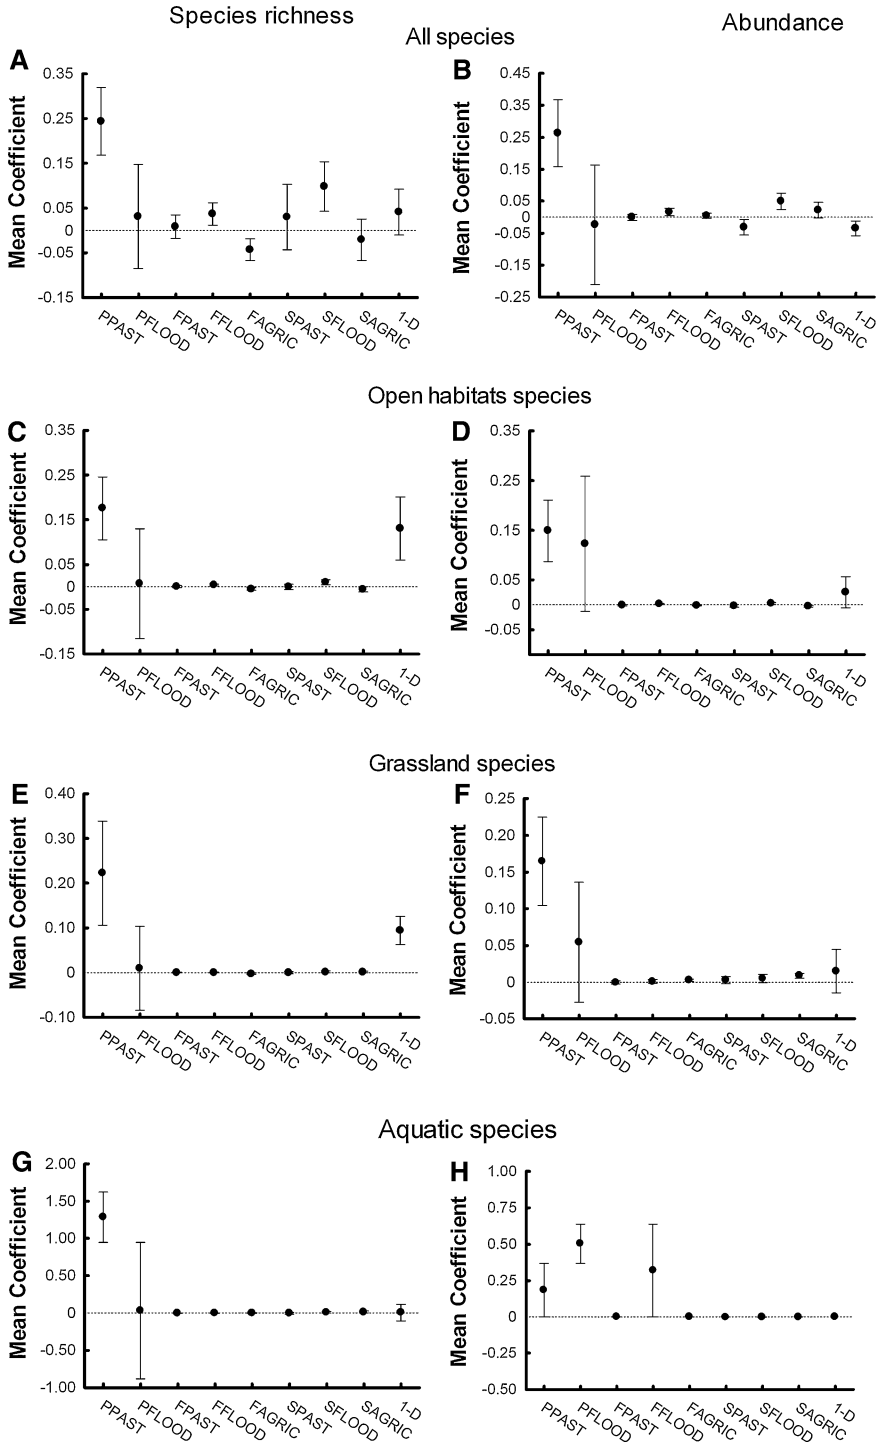 Species richness
Abundance
All species
A
Mean Coefficient
0.35
0.25
0.15
0.05
0
-0.05
-0.15
PPAST
PFLOOD
FPAST
FFLOOD
FAGRIC
SPAST
SFLOOD
SAGRIC
1-D
B
Mean Coefficient
0.45
0.35
0.25
0.15
0.05
0
-0.05
-0.15
-0.25
PPAST
PFLOOD
FPAST
FFLOOD
FAGRIC
SPAST
SFLOOD
SAGRIC
1-D
Open habitats species
C
Mean Coefficient
0.35
0.25
0.15
0.05
0
-0.05
-0.15
PPAST
PFLOOD
FPAST
FFLOOD
FAGRIC
SPAST
SFLOOD
SAGRIC
1-D
D
Mean Coefficient
0.35
0.25
0.15
0.05
0
-0.05
PPAST
PFLOOD
FPAST
FFLOOD
FAGRIC
SPAST
SFLOOD
SAGRIC
1-D
Grassland species
E
Mean Coefficient
0.40
0.30
0.20
0.10
0
-0.10
PPAST
PFLOOD
FPAST
FFLOOD
FAGRIC
SPAST
SFLOOD
SAGRIC
1-D
F
Mean Coefficient
0.25
0.20
0.15
0.10
0.05
0
-0.05
PPAST
PFLOOD
FPAST
FFLOOD
FAGRIC
SPAST
SFLOOD
SAGRIC
1-D
Aquatic species
G
Mean Coefficient
2.00
1.50
1.00
0.50
0
-0.50
-1.00
PPAST
PFLOOD
FPAST
FFLOOD
FAGRIC
SPAST
SFLOOD
SAGRIC
1-D
H
Mean Coefficient
1.00
0.75
0.50
0.25
0
-0.25
-0.50
PPAST
PFLOOD
FPAST
FFLOOD
FAGRIC
SPAST
SFLOOD
SAGRIC
1-D